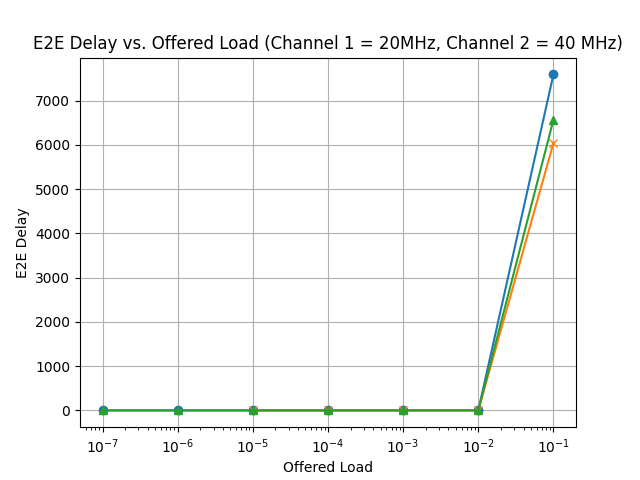 E2E Delay vs. Offered Load (Channel 1 = 20MHz, Channel 2 = 40 MHz)
E2E Delay
7000
6000
5000
4000
3000
2000
1000
0
10⁻⁷ 10⁻⁶ 10⁻⁵ 10⁻⁴ 10⁻³ 10⁻² 10⁻¹
Offered Load